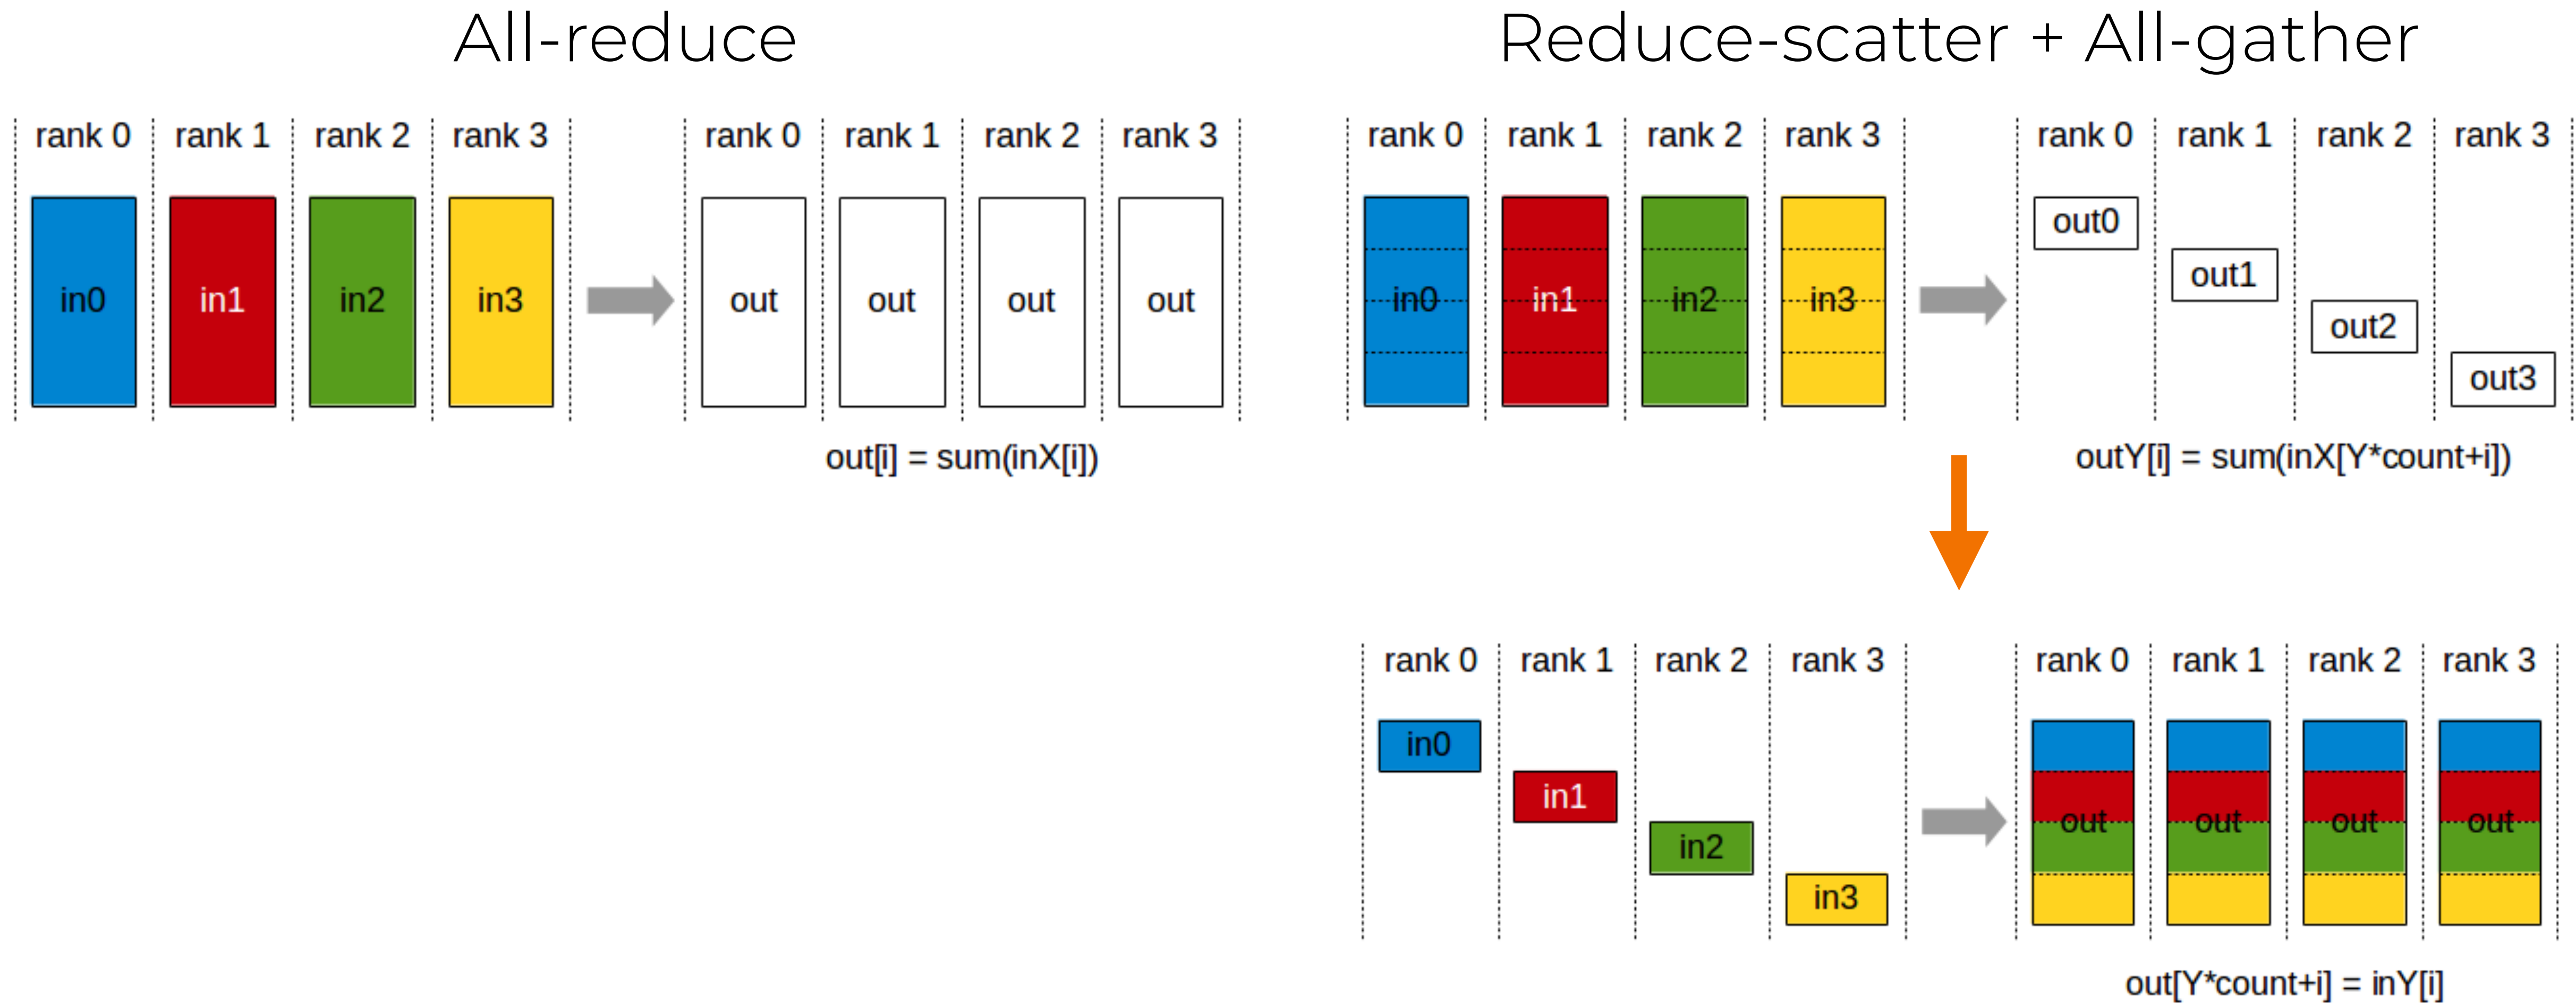 All-reduce
rank 0 rank 1 rank 2 rank 3 rank 0 rank 1 rank 2 rank 3
in0 in1 in2 in3 out out out out
out[i] = sum(inX[i])
Reduce-scatter + All-gather
rank 0 rank 1 rank 2 rank 3 rank 0 rank 1 rank 2 rank 3
out0
out1
in0 in1 in2 in3
out2
out3
outY[i] = sum(inX[Y*count+i])
rank 0 rank 1 rank 2 rank 3 rank 0 rank 1 rank 2 rank 3
in0
in1
out out out out
in2
in3
out[Y*count+i] = inY[i]